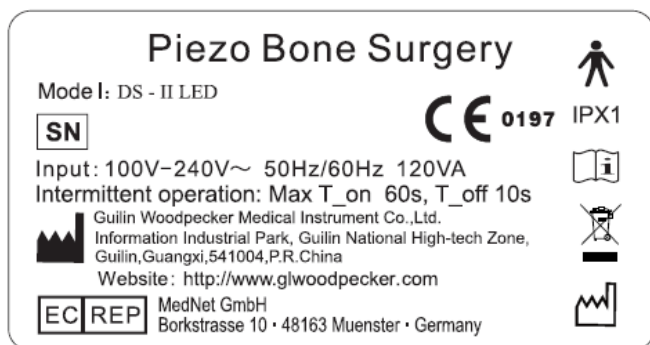 Piezo Bone Surgery
Model: DS - II LED
SN
CE 0197
IPX1
Input: 100V-240V~ 50Hz/60Hz 120VA
Intermittent operation: Max T_on 60s, T_off 10s
Guilin Woodpecker Medical Instrument Co.,Ltd.
Information Industrial Park, Guilin National High-tech Zone,
Guilin,Guangxi,541004,P.R.China
Website: http://www.glwoodpecker.com
EC REP
MedNet GmbH
Borkstrasse 10 · 48163 Muenster · Germany